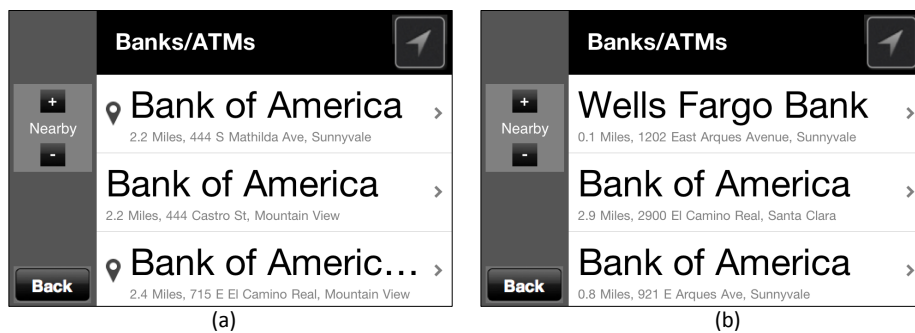 Banks/ATMs
+
Nearby
-
Back
Bank of America
2.2 Miles, 444 S Mathilda Ave, Sunnyvale
Bank of America
2.2 Miles, 444 Castro St, Mountain View
Bank of Americ...
2.4 Miles, 715 E El Camino Real, Mountain View
(a)
Banks/ATMs
+
Nearby
-
Back
Wells Fargo Bank
0.1 Miles, 1202 East Arques Avenue, Sunnyvale
Bank of America
2.9 Miles, 2900 El Camino Real, Santa Clara
Bank of America
0.8 Miles, 921 E Arques Ave, Sunnyvale
(b)